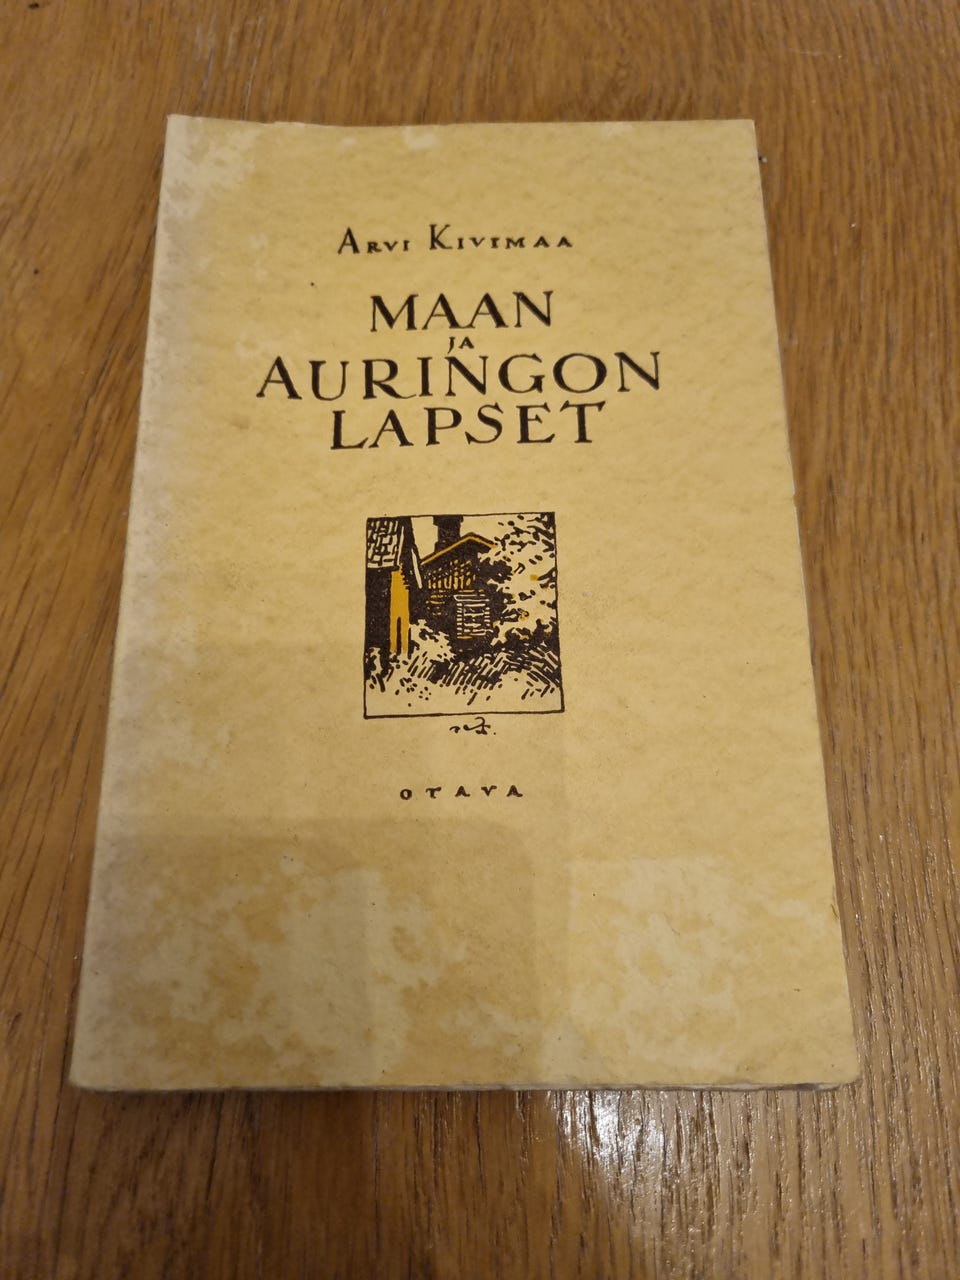 ARVI KIVIMAA
MAAN
JA
AURINGON
LAPSET
OTAVA